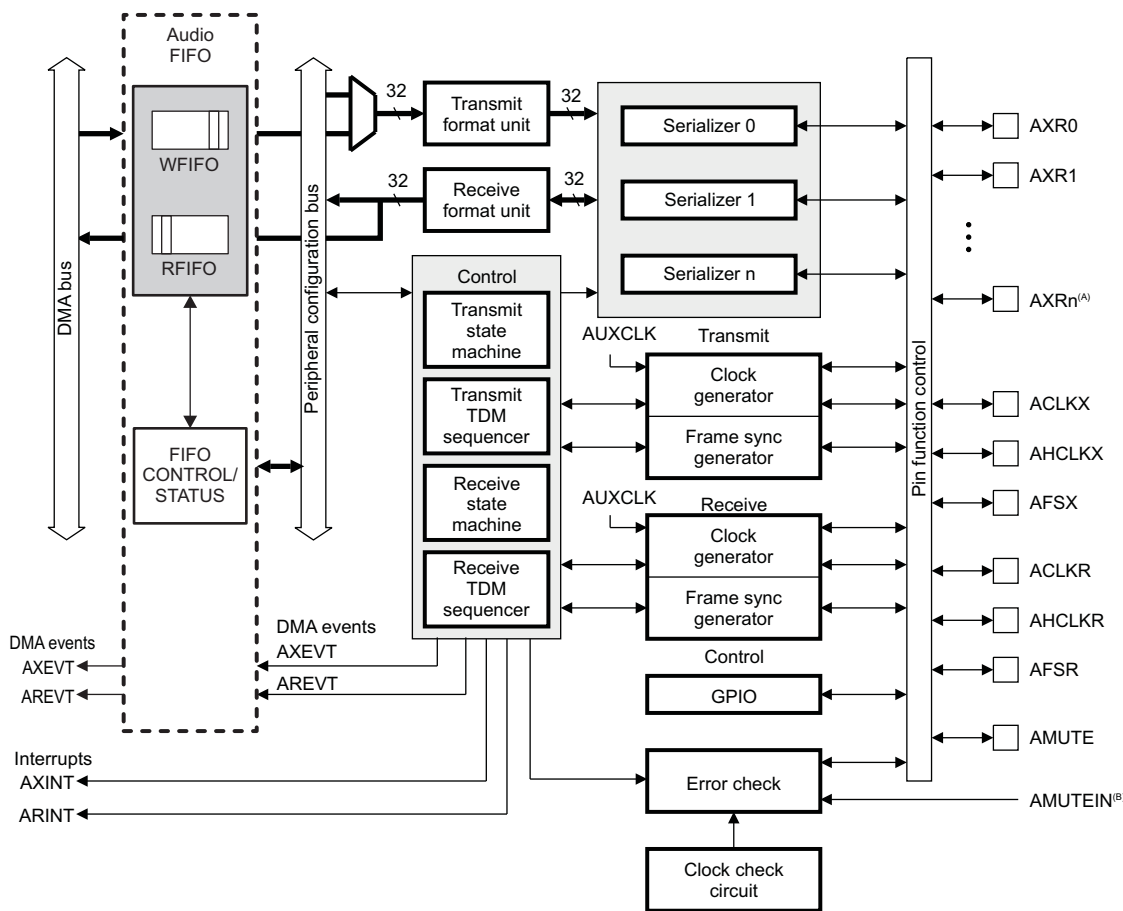 Audio
FIFO
WFIFO
RFIFO
DMA bus
FIFO
CONTROL/
STATUS
Peripheral configuration bus
32
Transmit
format unit
32
32
Receive
format unit
32
Serializer 0
Serializer 1
Serializer n
Control
Transmit
state
machine
Transmit
TDM
sequencer
Receive
state
machine
Receive
TDM
sequencer
Transmit
AUXCLK
Clock
generator
Frame sync
generator
Receive
AUXCLK
Clock
generator
Frame sync
generator
Control
GPIO
Error check
Clock check
circuit
Pin function control
AXR0
AXR1
AXRn(A)
ACLKX
AHCLKX
AFSX
ACLKR
AHCLKR
AFSR
AMUTE
AMUTEIN(B)
DMA events
AXEVT
AREVT
DMA events
AXEVT
AREVT
Interrupts
AXINT
ARINT